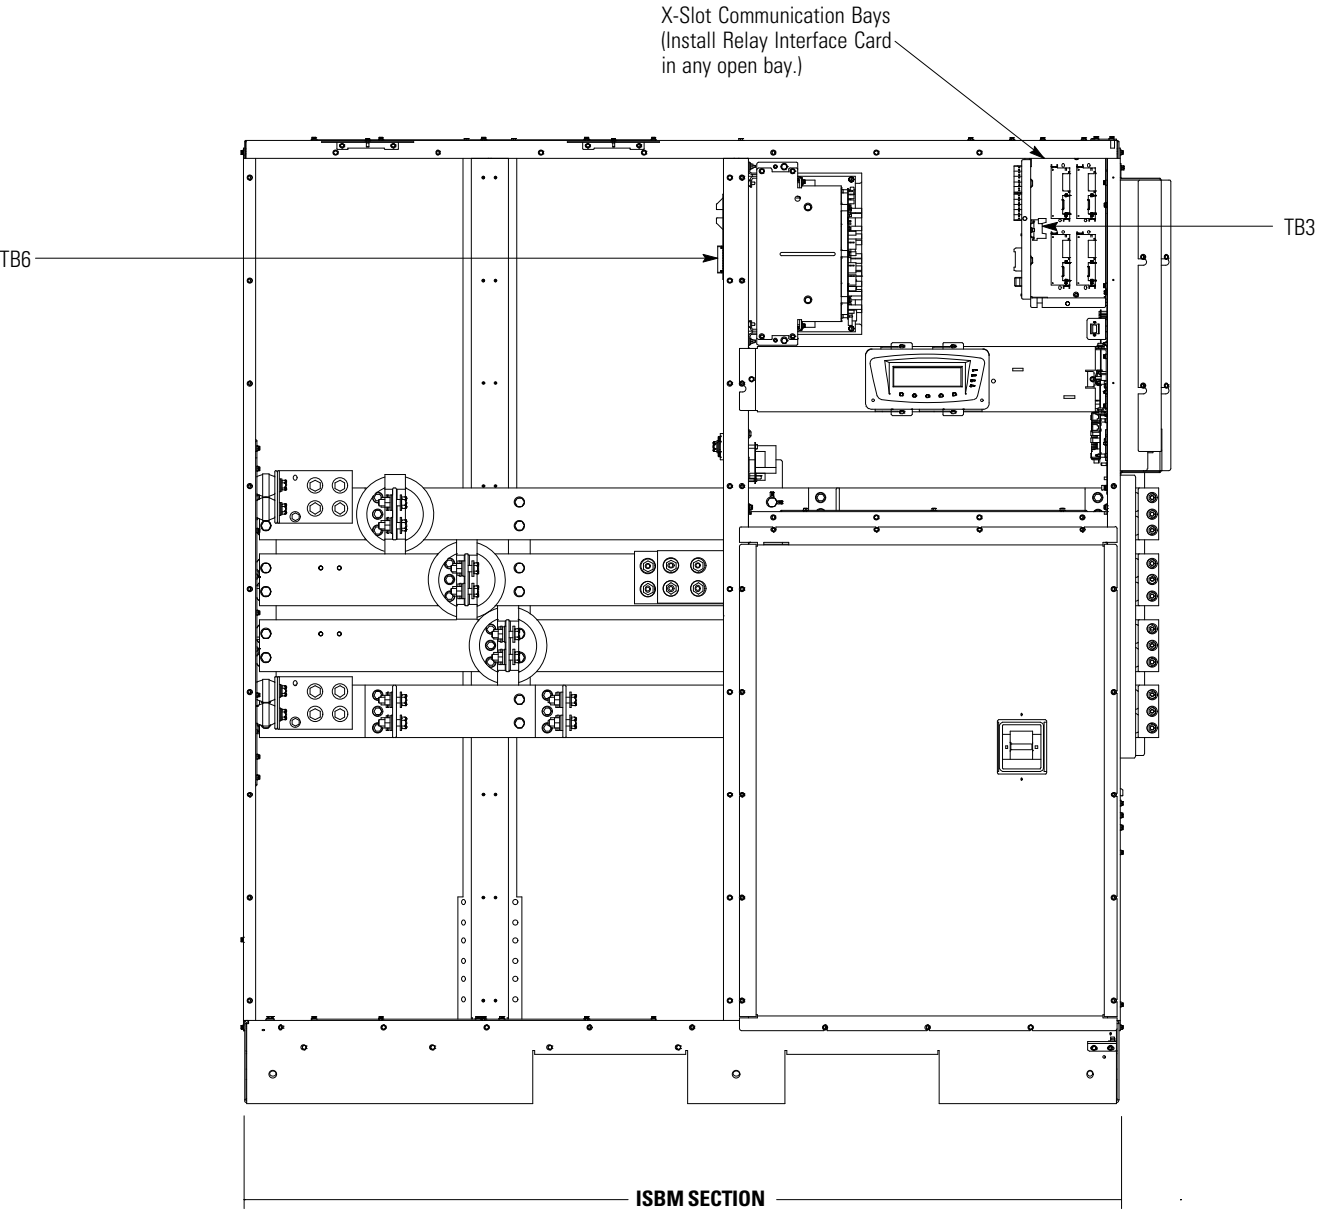 X-Slot Communication Bays
(Install Relay Interface Card
in any open bay.)
TB3
TB6
ISBM SECTION